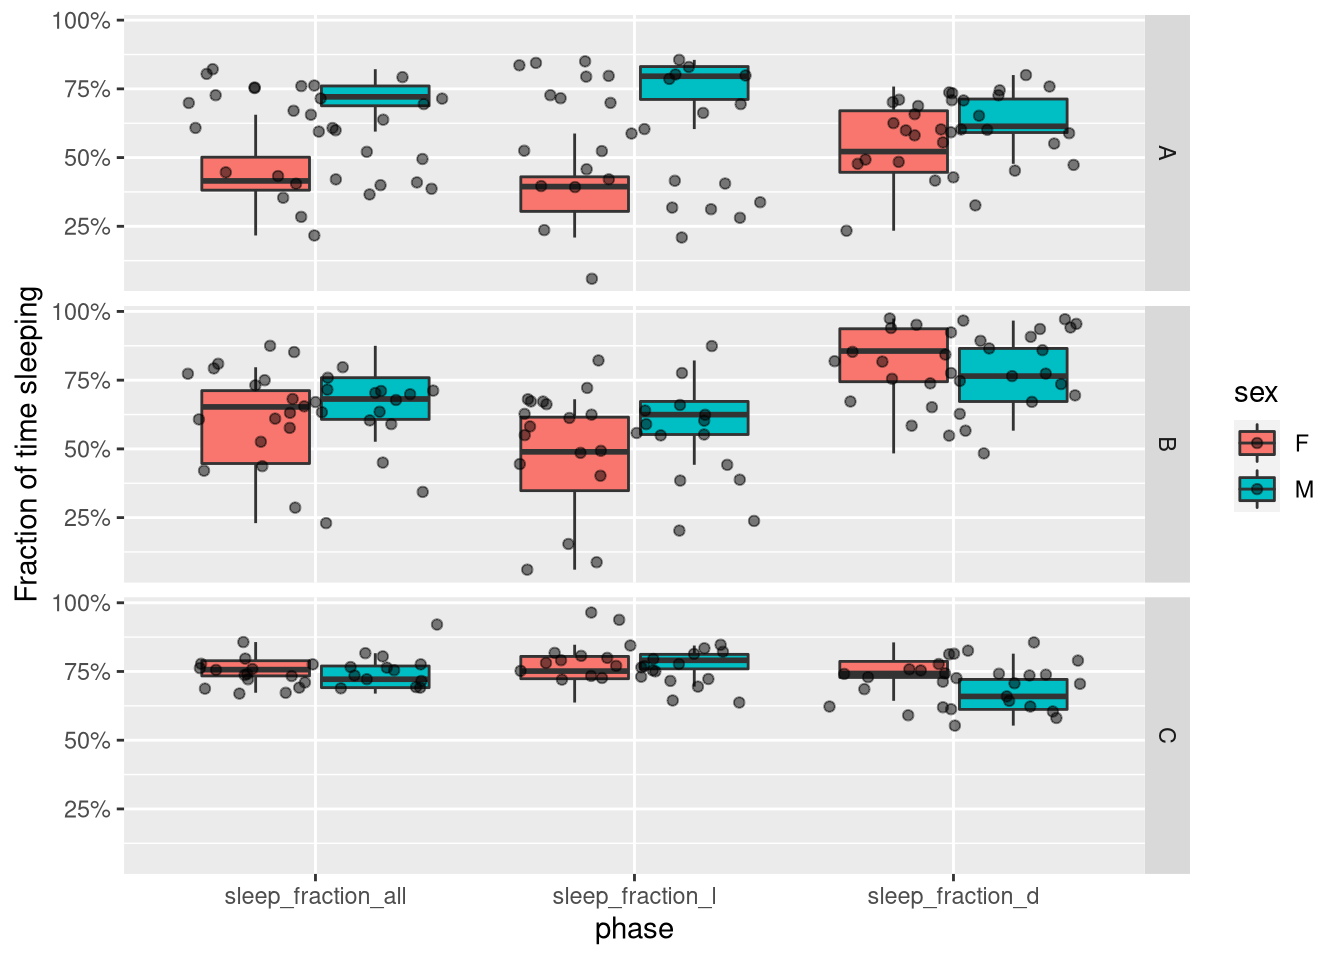 100%
75%
50%
25%
A
100%
75%
50%
25%
B
100%
75%
50%
25%
C
Fraction of time sleeping
sleep_fraction_all
sleep_fraction_l
sleep_fraction_d
phase
sex
F
M